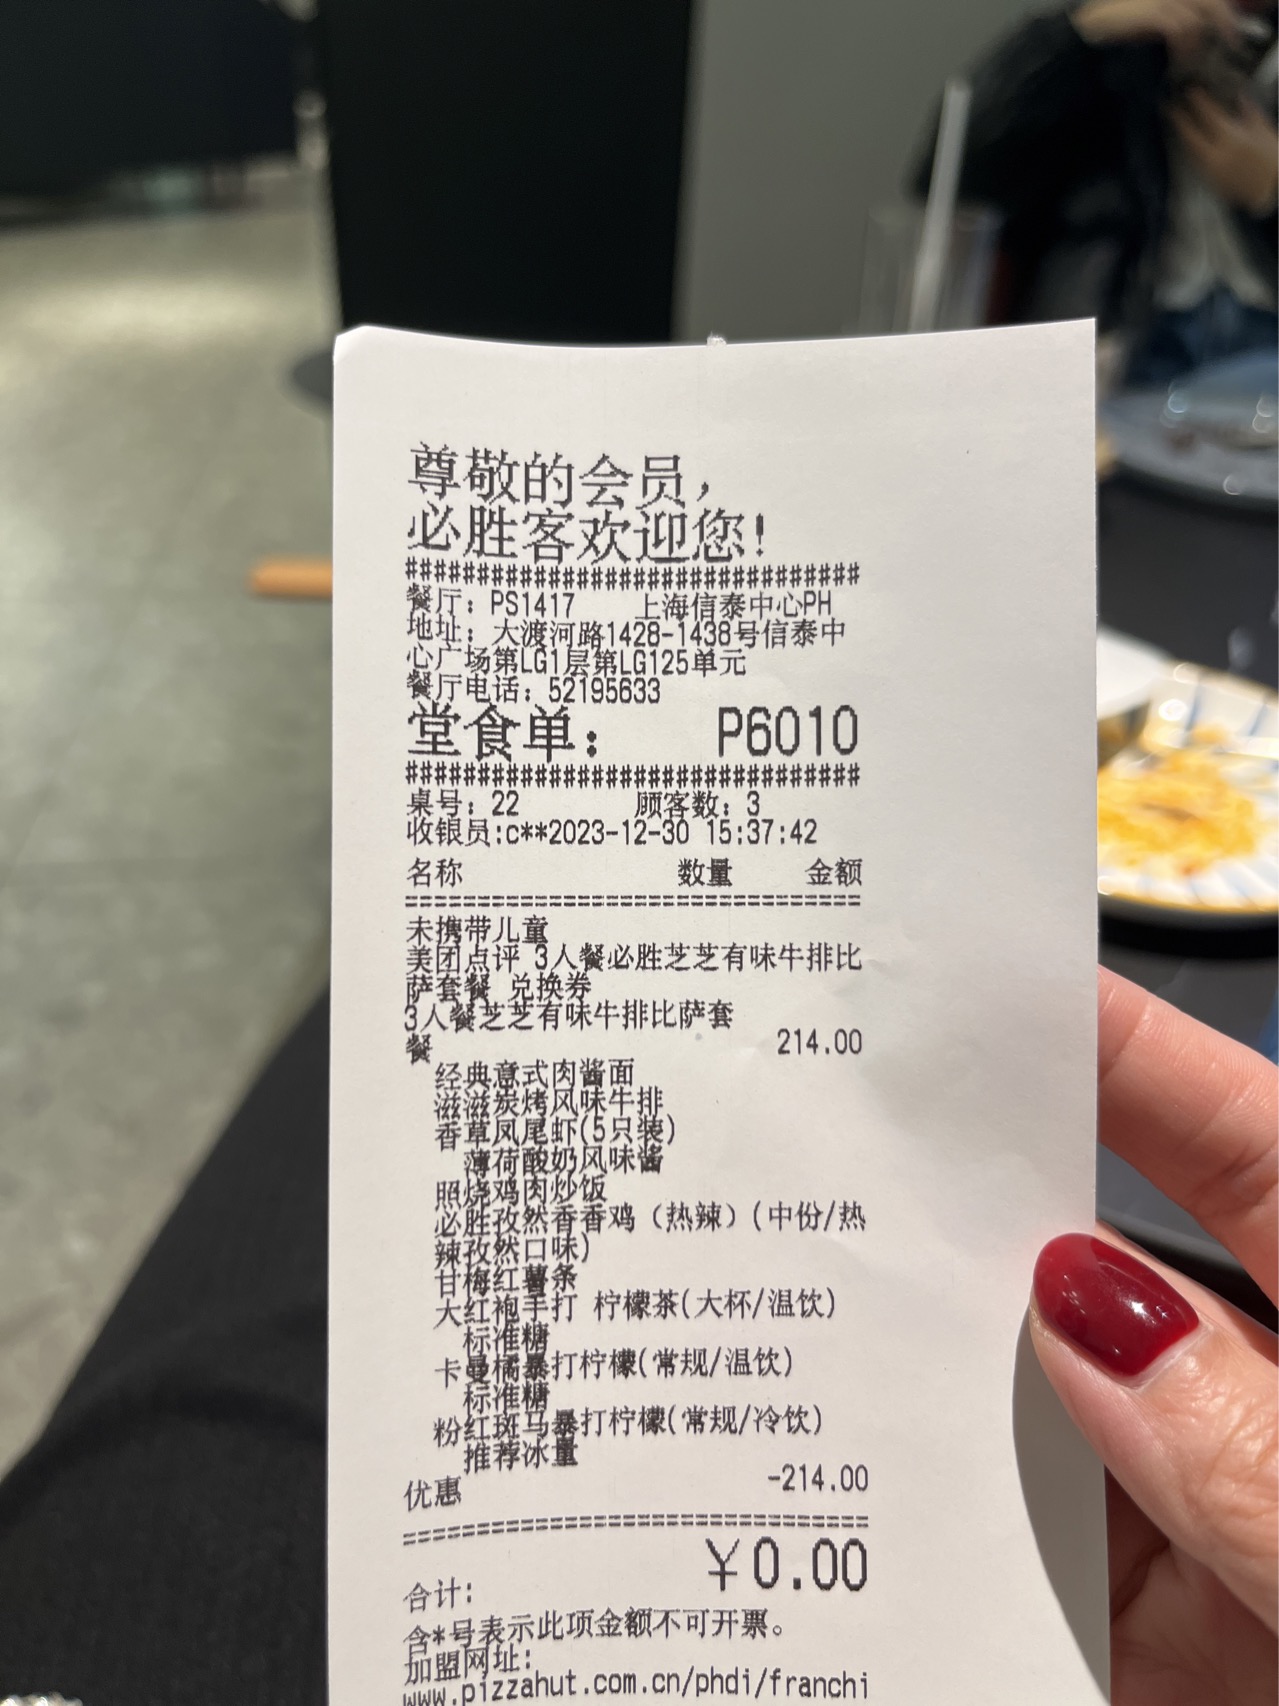 尊敬的会员，
必胜客欢迎您！
################################
餐厅：PS1417 上海信泰中心PH
地址：大渡河路1428-1438号信泰中
心广场第LG1层第LG125单元
餐厅电话：52195633
堂食单： P6010
################################
桌号：22 顾客数：3
收银员:c**2023-12-30 15:37:42
名称 数量 金额
================================
未携带儿童
美团点评 3人餐必胜芝芝有味牛排比
萨套餐 兑换券
3人餐芝芝有味牛排比萨套
餐 214.00
经典意式肉酱面
滋滋炭烤风味牛排
香草凤尾虾(5只装)
薄荷酸奶风味酱
照烧鸡肉炒饭
必胜孜然香香鸡（热辣）(中份/热
辣孜然口味)
甘梅红薯条
大红袍手打 柠檬茶(大杯/温饮)
标准糖
卡曼橘暴打柠檬(常规/温饮)
标准糖
粉红斑马暴打柠檬(常规/冷饮)
推荐冰量
优惠 -214.00
================================
合计: ￥0.00
含*号表示此项金额不可开票。
加盟网址:
www.pizzahut.com.cn/phdi/franchi